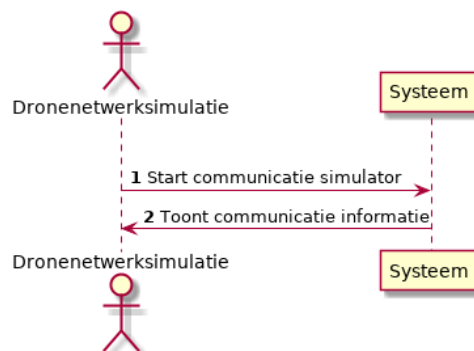 Dronenetwerksimulatie
Systeem
1 Start communicatie simulator
2 Toont communicatie informatie
Dronenetwerksimulatie
Systeem